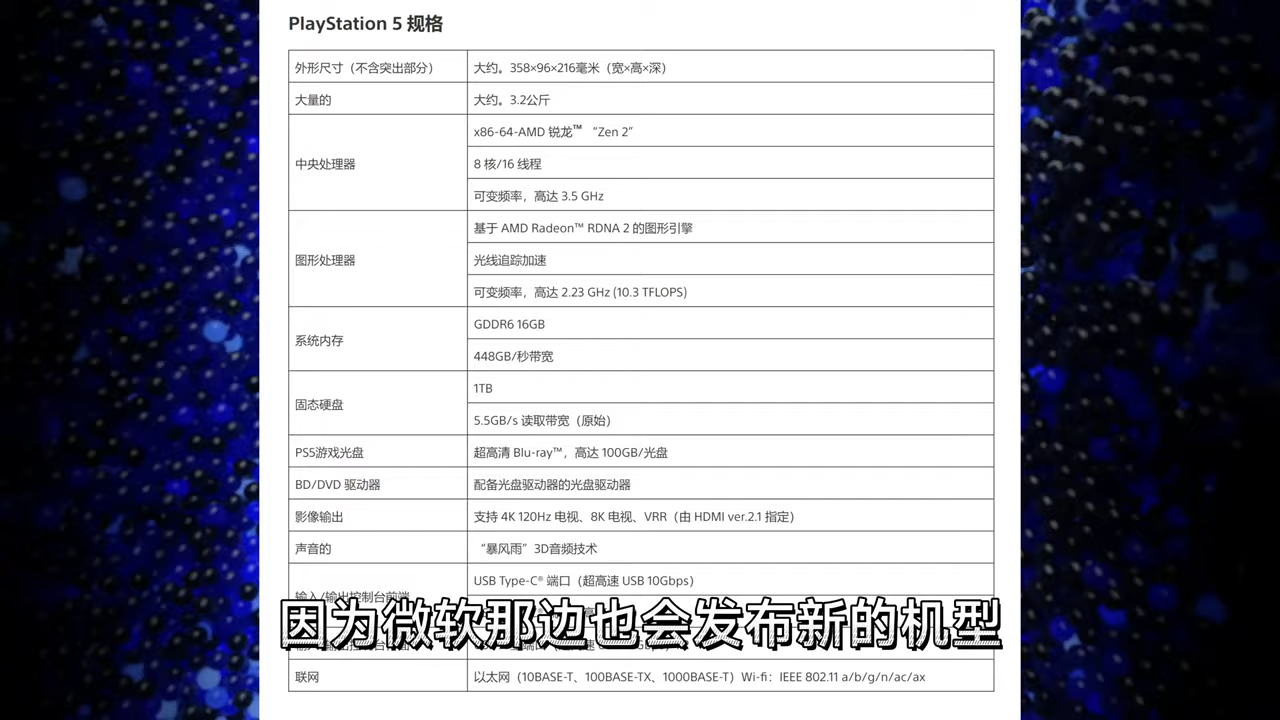 PlayStation 5 规格
外形尺寸（不含突出部分）
大约。358×96×216毫米（宽×高×深）
大量的
大约。3.2公斤
中央处理器
x86-64-AMD 锐龙™ “Zen 2”
8 核/16 线程
可变频率，高达 3.5 GHz
图形处理器
基于 AMD Radeon™ RDNA 2 的图形引擎
光线追踪加速
可变频率，高达 2.23 GHz (10.3 TFLOPS)
系统内存
GDDR6 16GB
448GB/秒带宽
固态硬盘
1TB
5.5GB/s 读取带宽（原始）
PS5游戏光盘
超高清 Blu-ray™，高达 100GB/光盘
BD/DVD 驱动器
配备光盘驱动器的光盘驱动器
影像输出
支持 4K 120Hz 电视、8K 电视、VRR（由 HDMI ver.2.1 指定）
声音的
“暴风雨”3D音频技术
输入/输出控制台前端
USB Type-C® 端口（超高速 USB 10Gbps）
因为微软那边也会发布新的机型
联网
以太网（10BASE-T、100BASE-TX、1000BASE-T）Wi-fi：IEEE 802.11 a/b/g/n/ac/ax